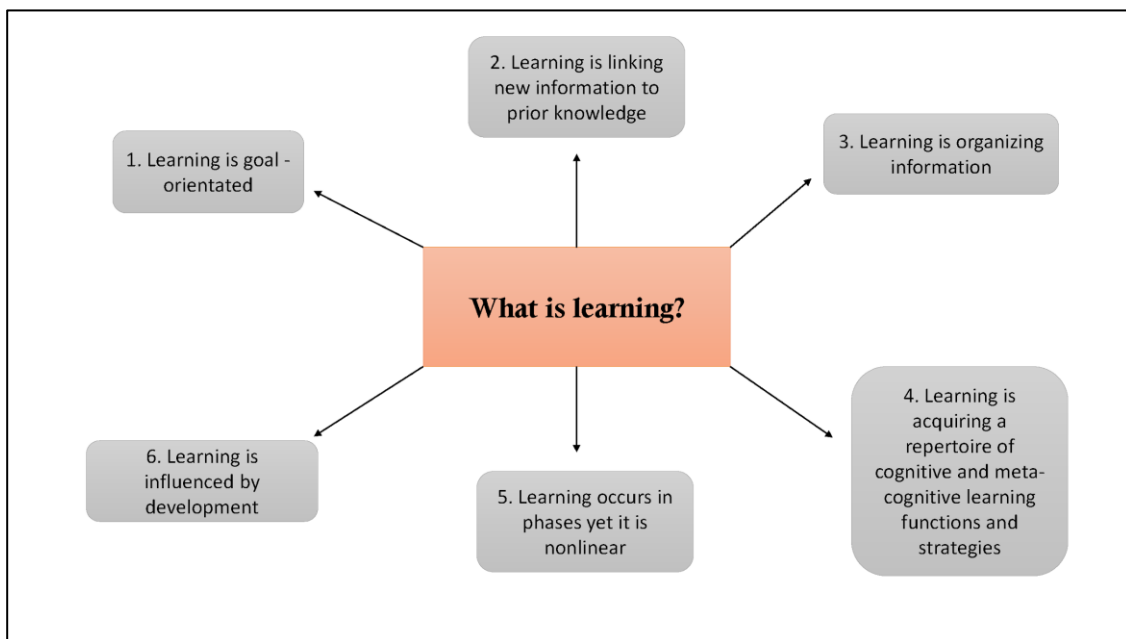 What is learning?
1. Learning is goal -
orientated
2. Learning is linking
new information to
prior knowledge
3. Learning is organizing
information
4. Learning is
acquiring a
repertoire of
cognitive and meta-
cognitive learning
functions and
strategies
5. Learning occurs in
phases yet it is
nonlinear
6. Learning is
influenced by
development